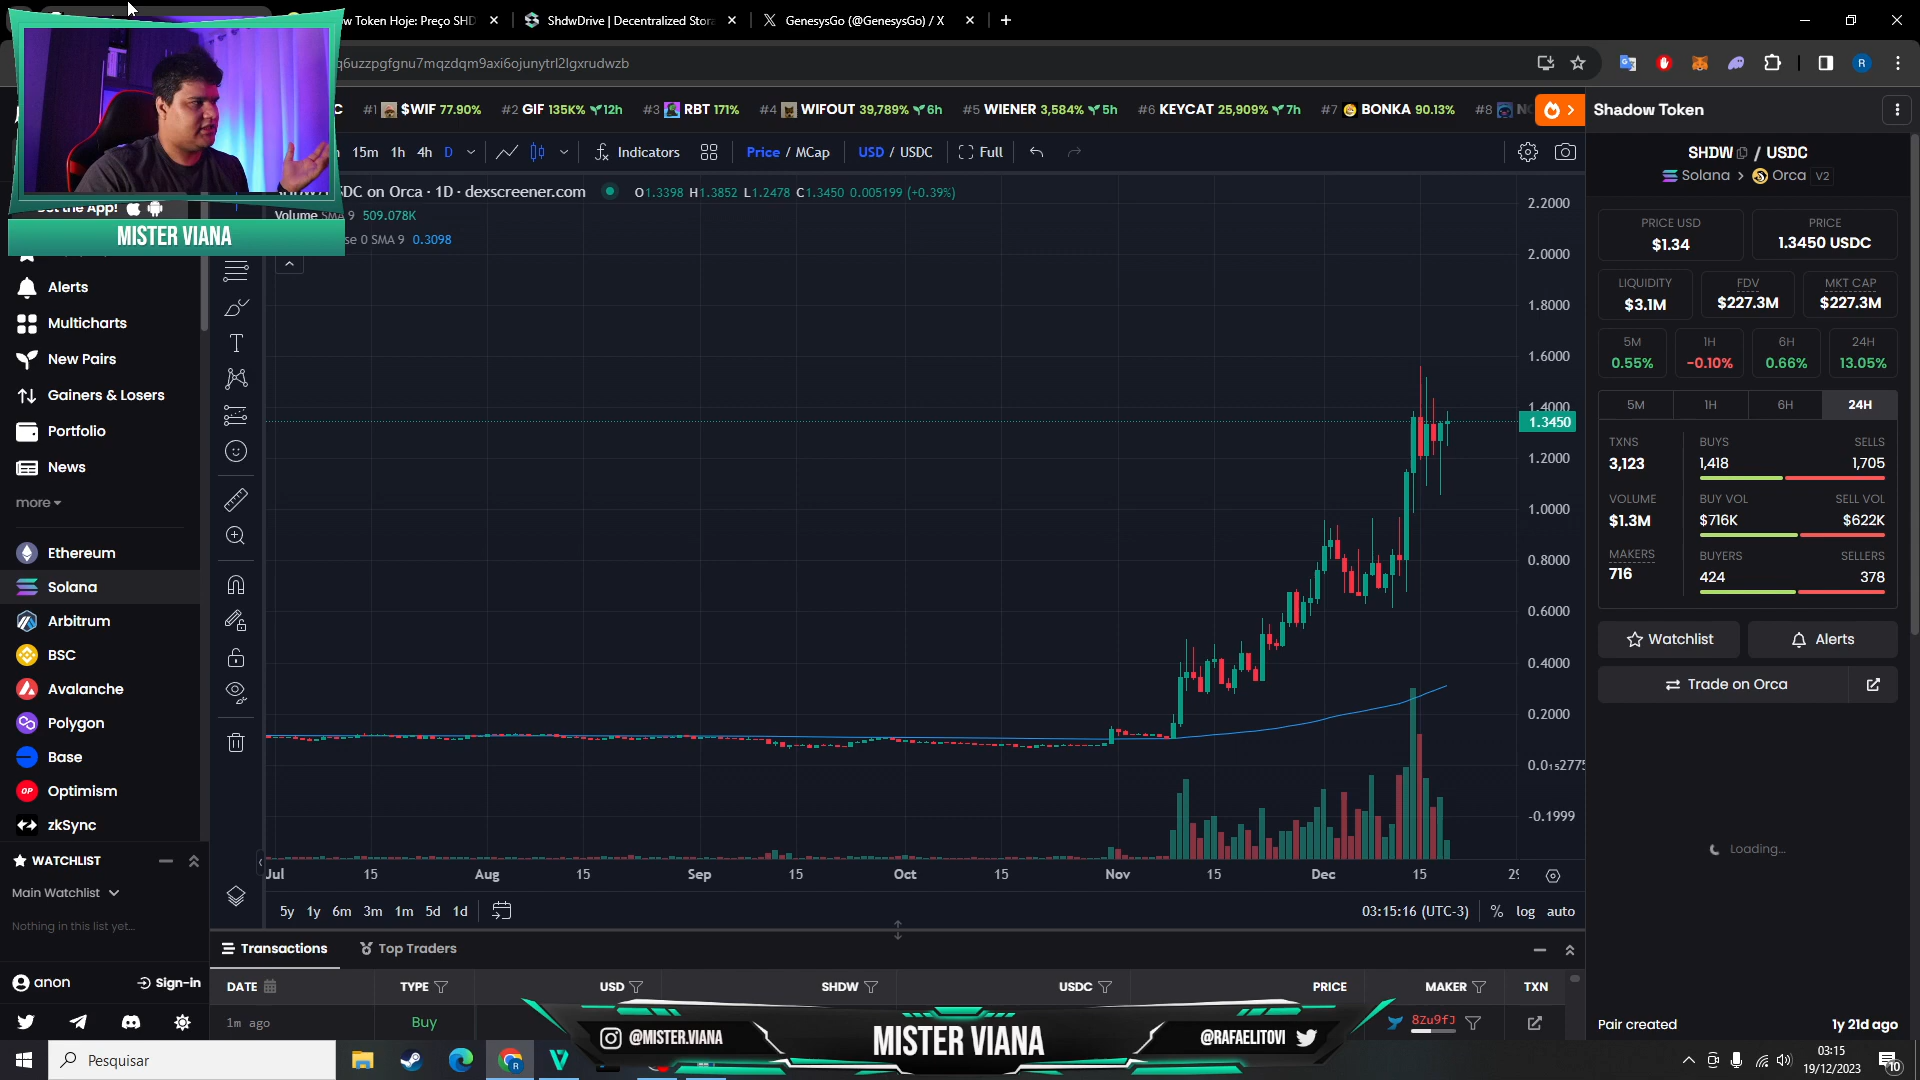 w Token Hoje: Preço SHD
ShdwDrive | Decentralized Stora
GenesysGo (@GenesysGo) / X
q6uzzpgfgnu7mqzdqm9axi6ojunytrl2lgxrudwzb
#1 $WIF 77.90% #2 GIF 135K% 12h #3 RBT 171% #4 WIFOUT 39,789% 6h #5 WIENER 3,584% 5h #6 KEYCAT 25,909% 7h #7 BONKA 90.13% #8
15m 1h 4h D Indicators Price / MCap USD / USDC Full
DC on Orca · 1D · dexscreener.com O1.3398 H1.3852 L1.2478 C1.3450 0.005199 (+0.39%)
Volume SMA 9 509.078K
se 0 SMA 9 0.3098
Get the App!
MISTER VIANA
Alerts
Multicharts
New Pairs
Gainers & Losers
Portfolio
News
more
Ethereum
Solana
Arbitrum
BSC
Avalanche
Polygon
Base
Optimism
zkSync
WATCHLIST
Main Watchlist
Nothing in this list yet...
anon Sign-in
2.2000
2.0000
1.8000
1.6000
1.4000
1.3450
1.2000
1.0000
0.8000
0.6000
0.4000
0.2000
0.0₁₅2775
-0.1999
Jul 15 Aug 15 Sep 15 Oct 15 Nov 15 Dec 15 29
5y 1y 6m 3m 1m 5d 1d
03:15:16 (UTC-3) % log auto
Transactions Top Traders
DATE TYPE USD SHDW USDC PRICE MAKER TXN
1m ago Buy 8Zu9fJ
@MISTER.VIANA
MISTER VIANA
@RAFAELITOVI
Shadow Token
SHDW / USDC
Solana > Orca V2
PRICE USD
$1.34
PRICE
1.3450 USDC
LIQUIDITY
$3.1M
FDV
$227.3M
MKT CAP
$227.3M
5M
0.55%
1H
-0.10%
6H
0.66%
24H
13.05%
5M 1H 6H 24H
TXNS
3,123
BUYS SELLS
1,418 1,705
VOLUME
$1.3M
BUY VOL SELL VOL
$716K $622K
MAKERS
716
BUYERS SELLERS
424 378
Watchlist
Alerts
Trade on Orca
Loading...
Pair created 1y 21d ago
Pesquisar
03:15
19/12/2023
10